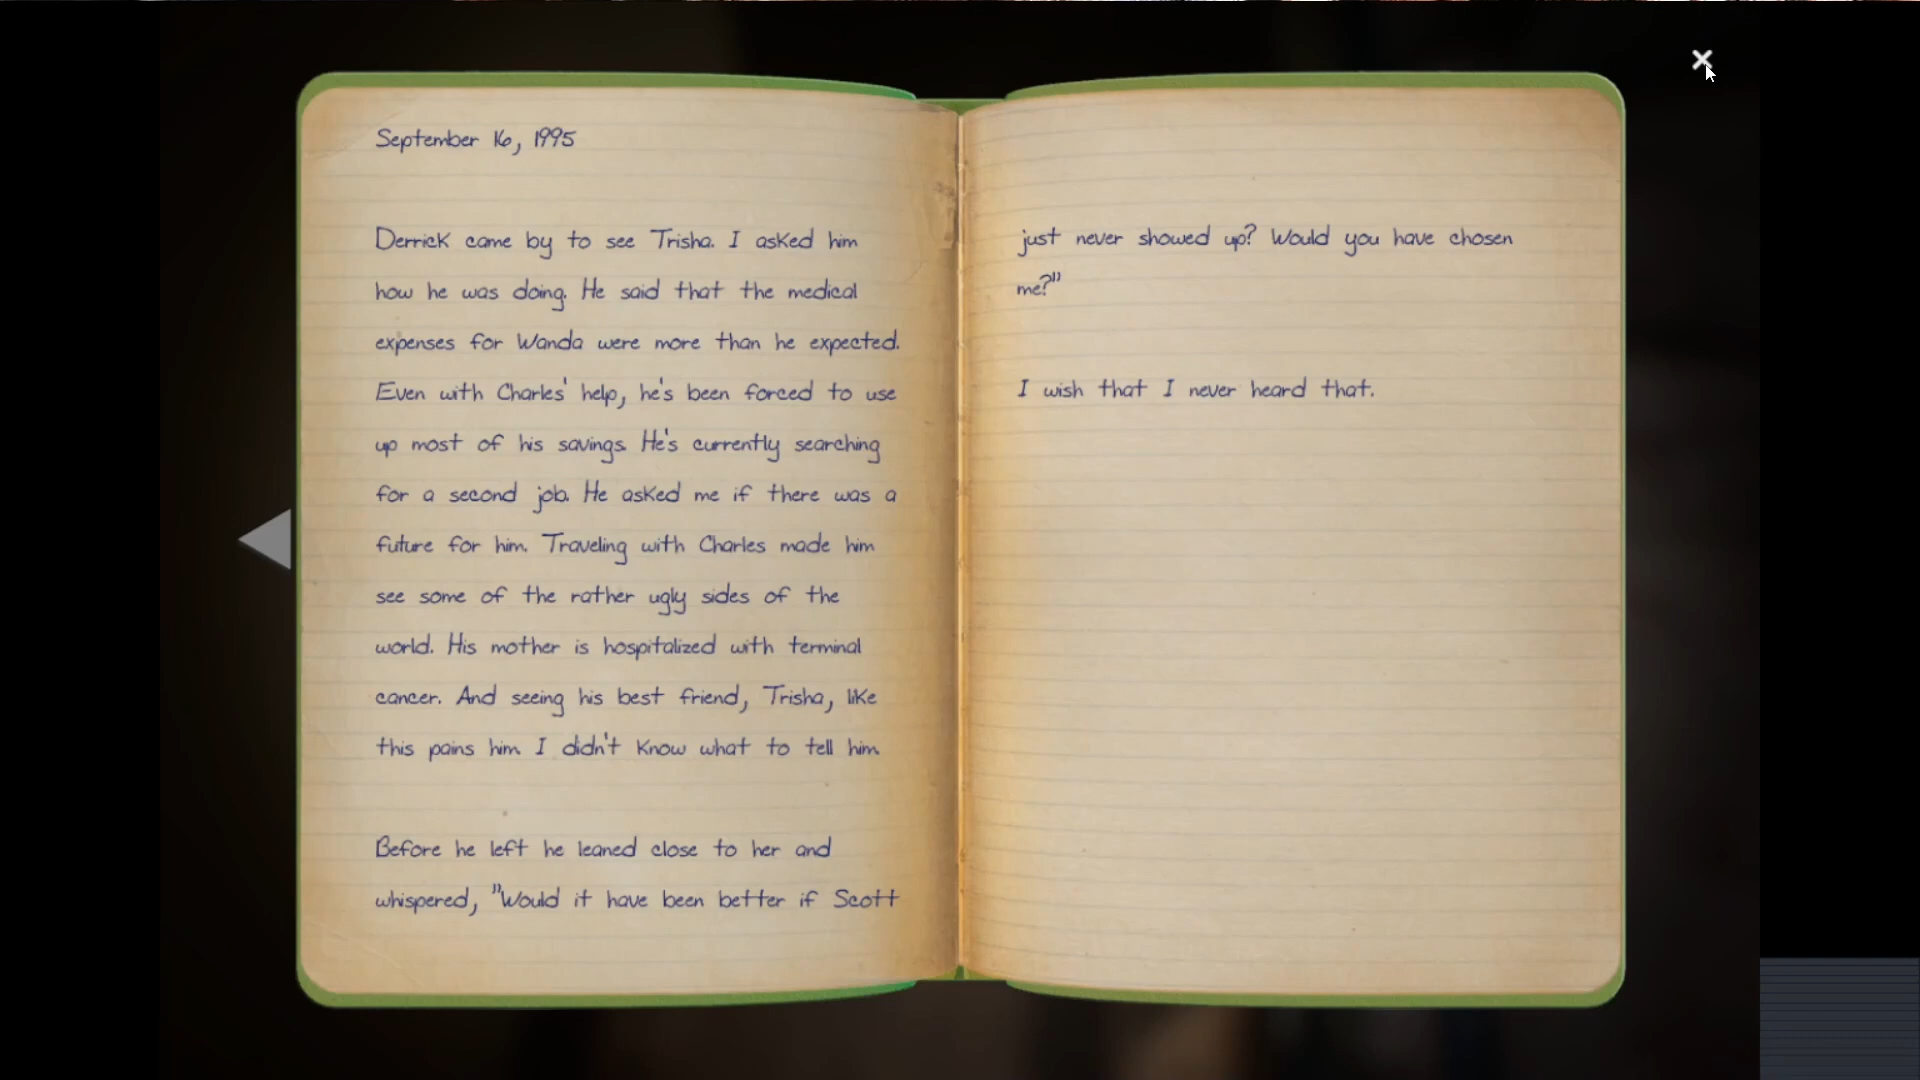 September 16, 1995
Derrick came by to see Trisha. I asked him
how he was doing. He said that the medical
expenses for Wanda were more than he expected.
Even with Charles' help, he's been forced to use
up most of his savings. He's currently searching
for a second job. He asked me if there was a
future for him. Traveling with Charles made him
see some of the rather ugly sides of the
world. His mother is hospitalized with terminal
cancer. And seeing his best friend, Trisha, like
this pains him. I didn't know what to tell him.
Before he left he leaned close to her and
whispered, "Would it have been better if Scott
just never showed up? Would you have chosen
me?"
I wish that I never heard that.